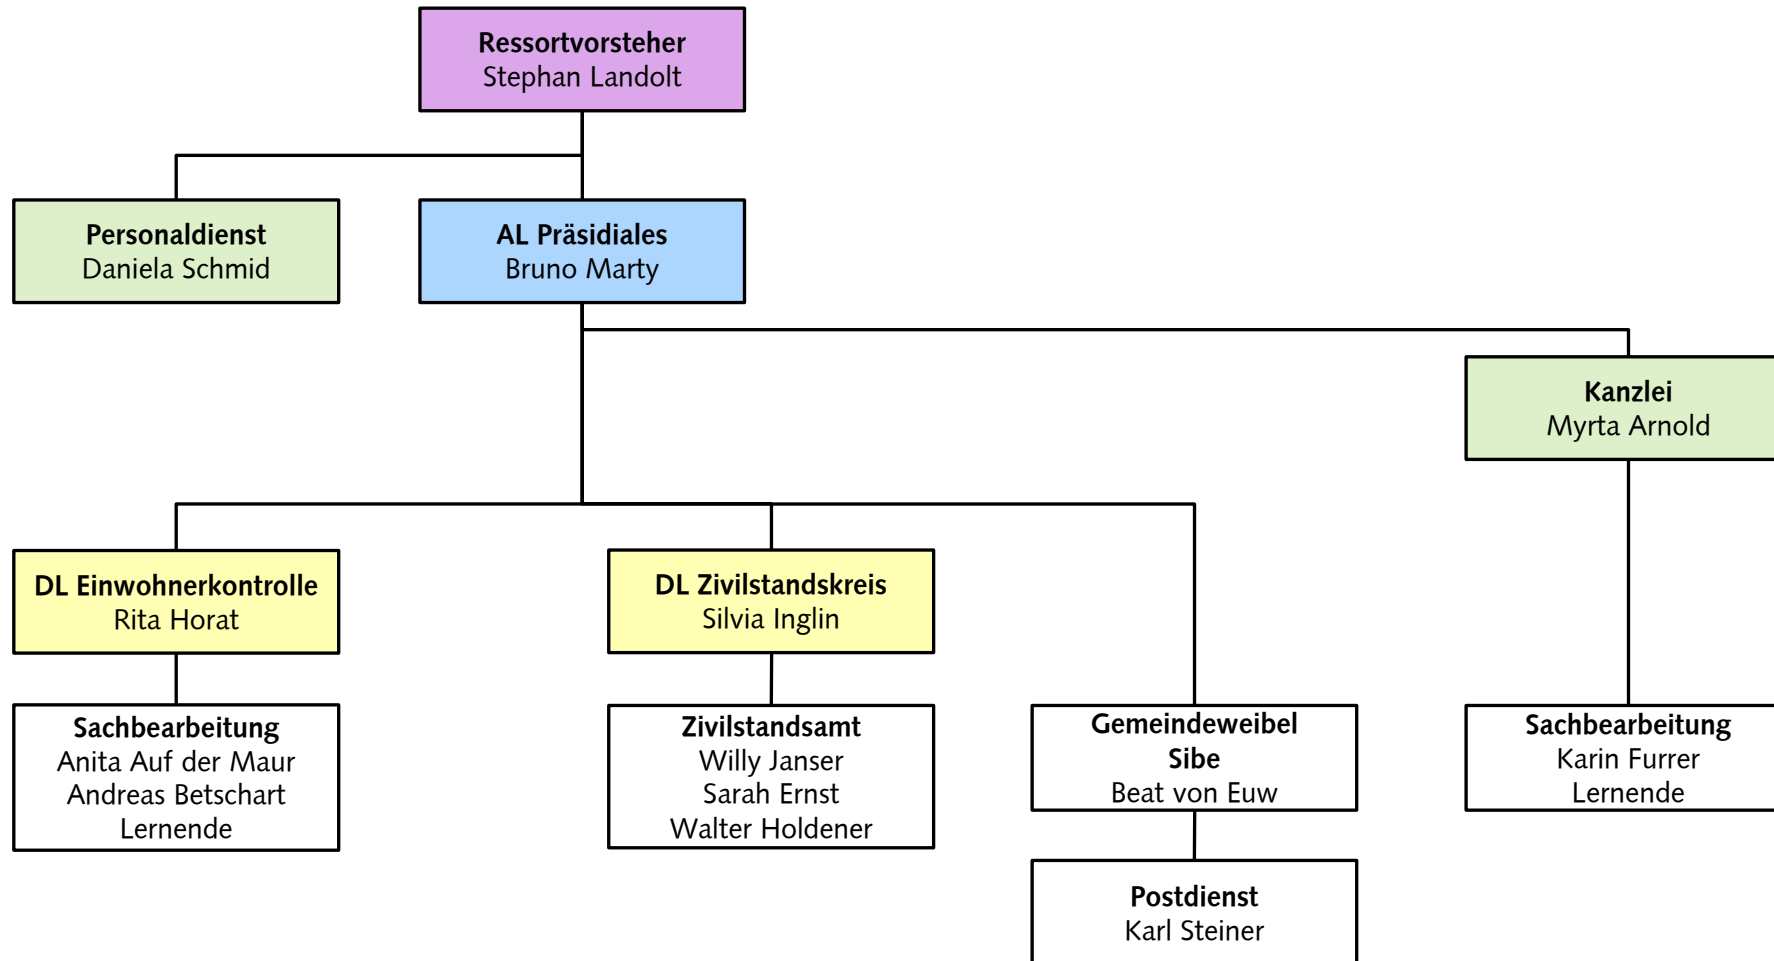 Ressortvorsteher
Stephan Landolt
Personaldienst
Daniela Schmid
AL Präsidiales
Bruno Marty
Kanzlei
Myrta Arnold
DL Einwohnerkontrolle
Rita Horat
DL Zivilstandskreis
Silvia Inglin
Sachbearbeitung
Anita Auf der Maur
Andreas Betschart
Lernende
Zivilstandsamt
Willy Janser
Sarah Ernst
Walter Holdener
Gemeindeweibel
Sibe
Beat von Euw
Sachbearbeitung
Karin Furrer
Lernende
Postdienst
Karl Steiner